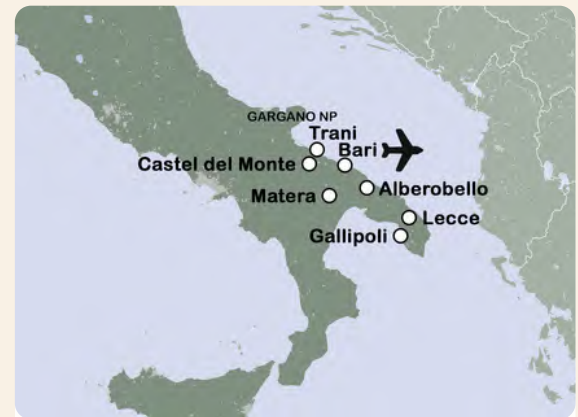 GARGANO NP
Trani
Bari
Castel del Monte
Alberobello
Matera
Lecce
Gallipoli